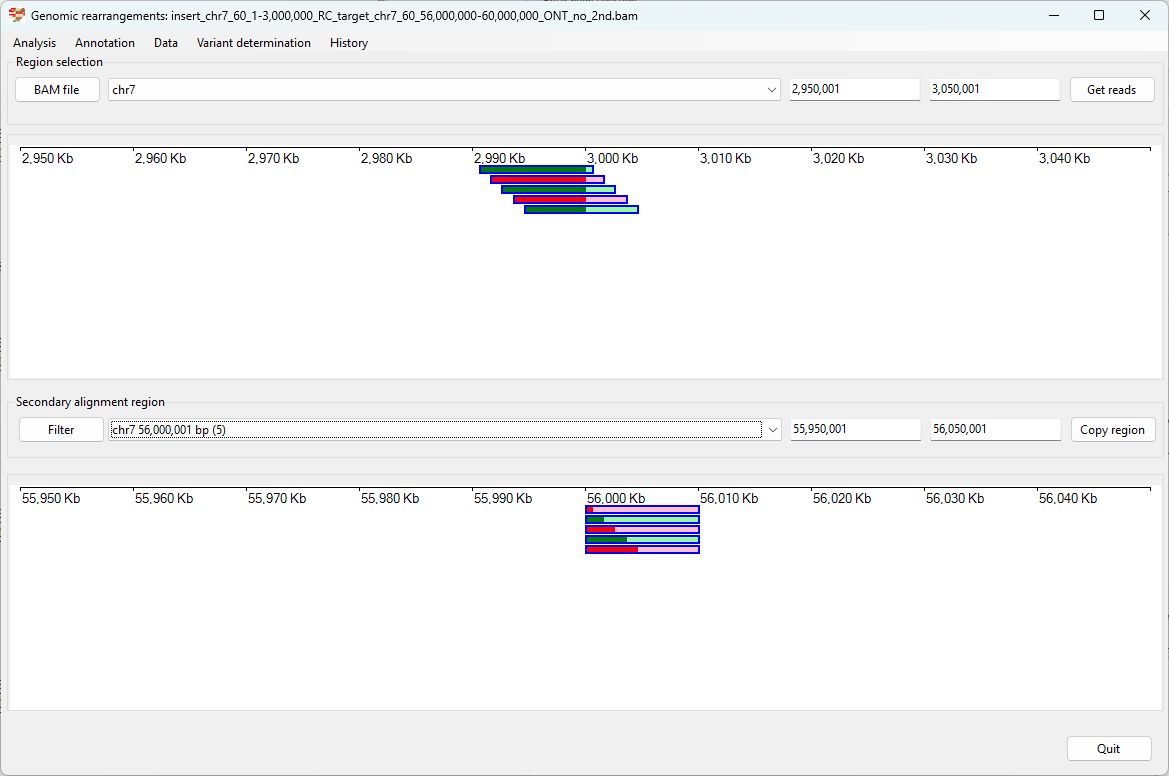 Genomic rearrangements: insert_chr7_60_1-3,000,000_RC_target_chr7_60_56,000,000-60,000,000_ONT_no_2nd.bam
Analysis Annotation Data Variant determination History
Region selection
BAM file chr7 2,950,001 3,050,001 Get reads
2,950 Kb 2,960 Kb 2,970 Kb 2,980 Kb 2,990 Kb 3,000 Kb 3,010 Kb 3,020 Kb 3,030 Kb 3,040 Kb
Secondary alignment region
Filter chr7 56,000,001 bp (5) 55,950,001 56,050,001 Copy region
55,950 Kb 55,960 Kb 55,970 Kb 55,980 Kb 55,990 Kb 56,000 Kb 56,010 Kb 56,020 Kb 56,030 Kb 56,040 Kb
Quit